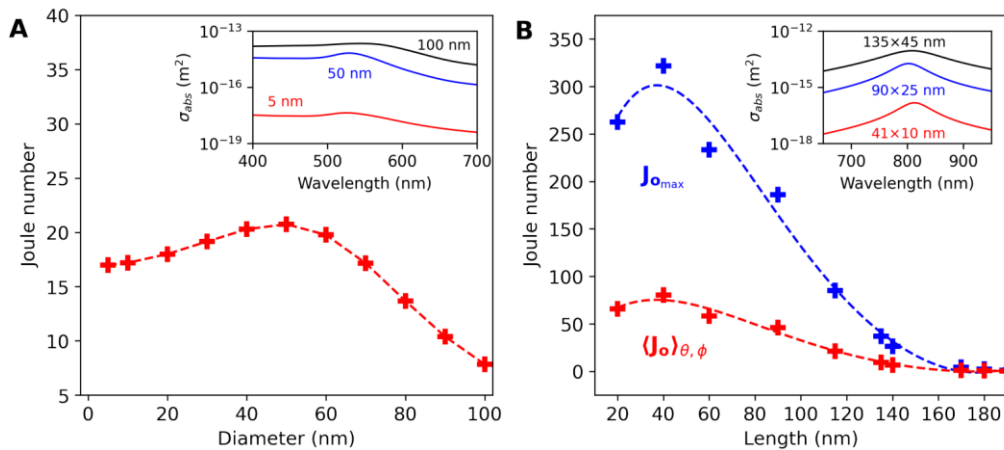 A
Joule number
40
35
30
25
20
15
10
5
0
20
40
60
80
100
Diameter (nm)
σabs (m²)
10⁻¹³
10⁻¹⁶
10⁻¹⁹
100 nm
50 nm
5 nm
400
500
600
700
Wavelength (nm)
B
Joule number
350
300
250
200
150
100
50
0
20
40
60
80
100
120
140
160
180
Length (nm)
Jₒmax
⟨Jₒ⟩θ, ϕ
σabs (m²)
10⁻¹²
10⁻¹⁵
10⁻¹⁸
135×45 nm
90×25 nm
41×10 nm
700
800
900
Wavelength (nm)